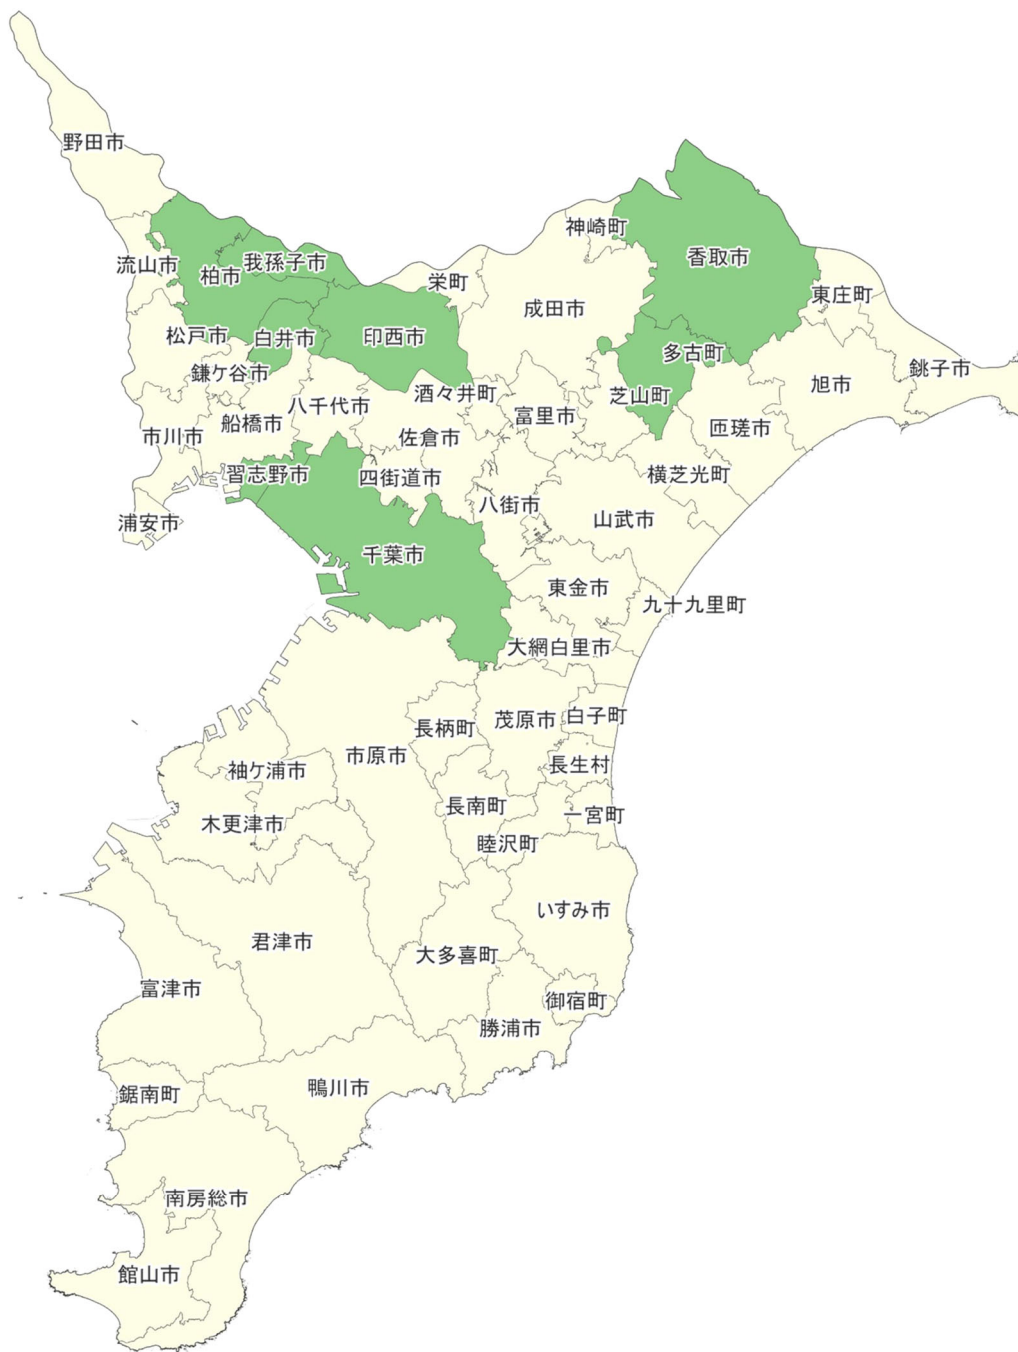 野田市
神崎町
香取市
流山市
柏市
我孫子市
栄町
成田市
東庄町
松戸市
白井市
印西市
多古町
銚子市
鎌ケ谷市
旭市
酒々井町
芝山町
八千代市
富里市
船橋市
市川市
佐倉市
匝瑳市
習志野市
四街道市
横芝光町
八街市
浦安市
山武市
千葉市
東金市
九十九里町
大網白里市
長柄町
茂原市
白子町
市原市
袖ケ浦市
長生村
長南町
一宮町
木更津市
睦沢町
いすみ市
君津市
大多喜町
富津市
御宿町
勝浦市
鋸南町
鴨川市
南房総市
館山市